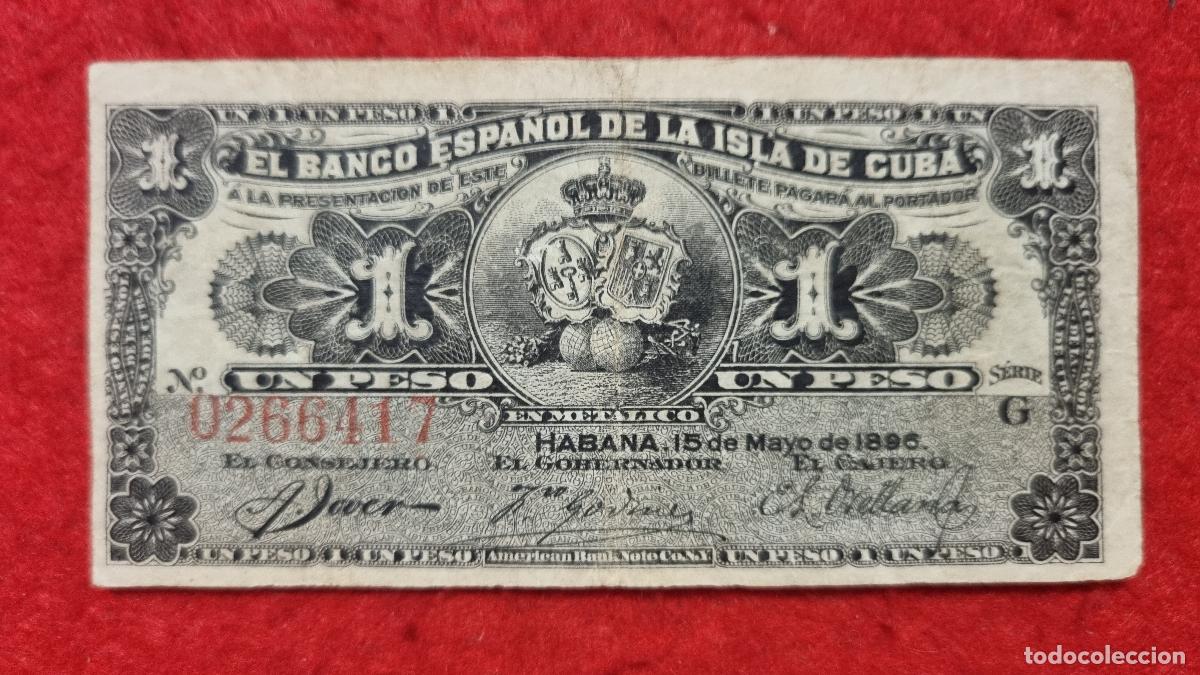 UN 1 UN PESO 1 1 UN PESO 1 UN
1 EL BANCO ESPAÑOL DE LA ISLA DE CUBA 1
Á LA PRESENTACION DE ESTE BILLETE PAGARÁ AL PORTADOR
1 1
Nº. UN PESO UN PESO SÉRIE
0266417 EN METALICO G
HABANA, 15 de Mayo de 1896.
EL CONSEJERO EL GOBERNADOR EL CAJERO
UN PESO 1 UN PESO American Bank Note Co. N.Y. UN PESO 1 UN PESO 1
todocoleccion